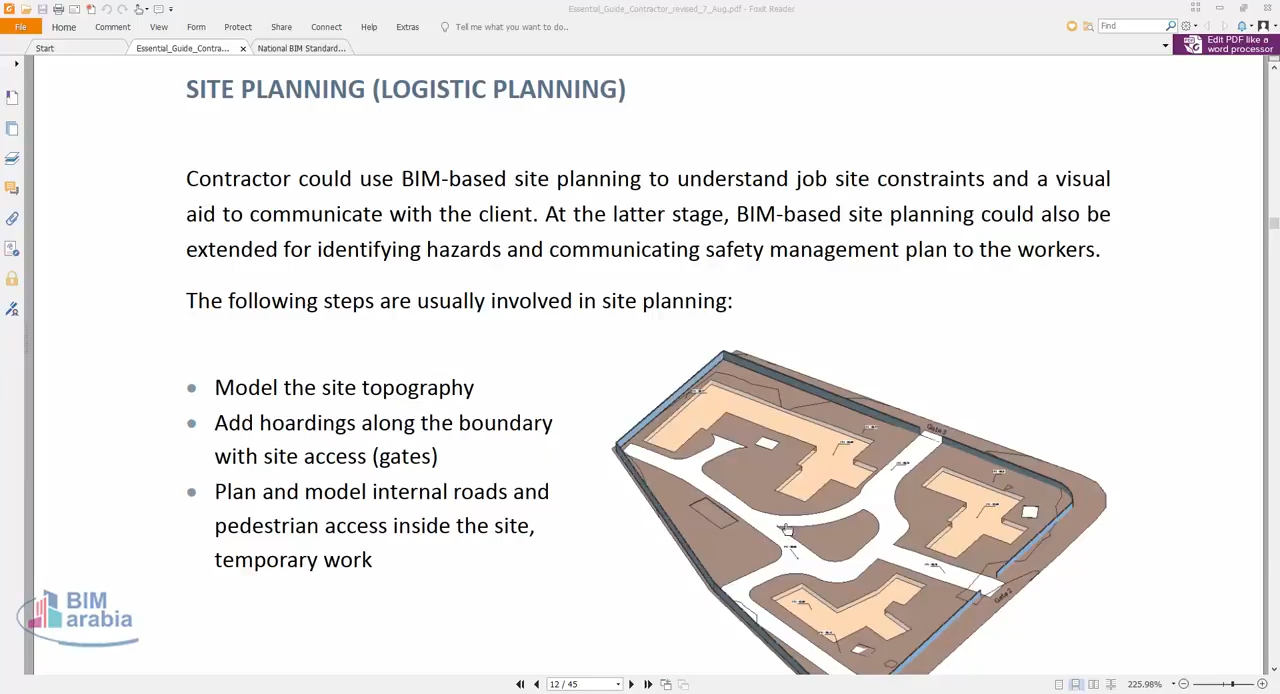 Essential_Guide_Contractor_revised_7_Aug.pdf - Foxit Reader
File Home Comment View Form Protect Share Connect Help Extras Tell me what you want to do.. Find
Edit PDF like a
word processor
Start Essential_Guide_Contra... National BIM Standard...
SITE PLANNING (LOGISTIC PLANNING)
Contractor could use BIM-based site planning to understand job site constraints and a visual
aid to communicate with the client. At the latter stage, BIM-based site planning could also be
extended for identifying hazards and communicating safety management plan to the workers.
The following steps are usually involved in site planning:
• Model the site topography
• Add hoardings along the boundary
with site access (gates)
• Plan and model internal roads and
pedestrian access inside the site,
temporary work
Gate 2
BIM
arabia
12 / 45
225.98%